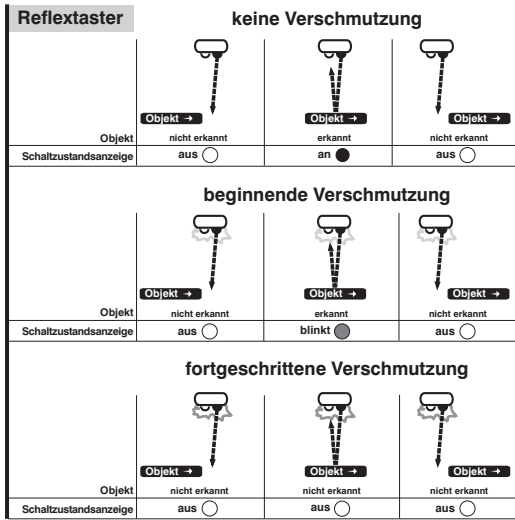 Reflextaster
keine Verschmutzung
Objekt → Objekt → Objekt →
Objekt nicht erkannt erkannt nicht erkannt
Schaltzustandsanzeige aus an aus
beginnende Verschmutzung
Objekt → Objekt → Objekt →
Objekt nicht erkannt erkannt nicht erkannt
Schaltzustandsanzeige aus blinkt aus
fortgeschrittene Verschmutzung
Objekt → Objekt → Objekt →
Objekt nicht erkannt nicht erkannt nicht erkannt
Schaltzustandsanzeige aus aus aus